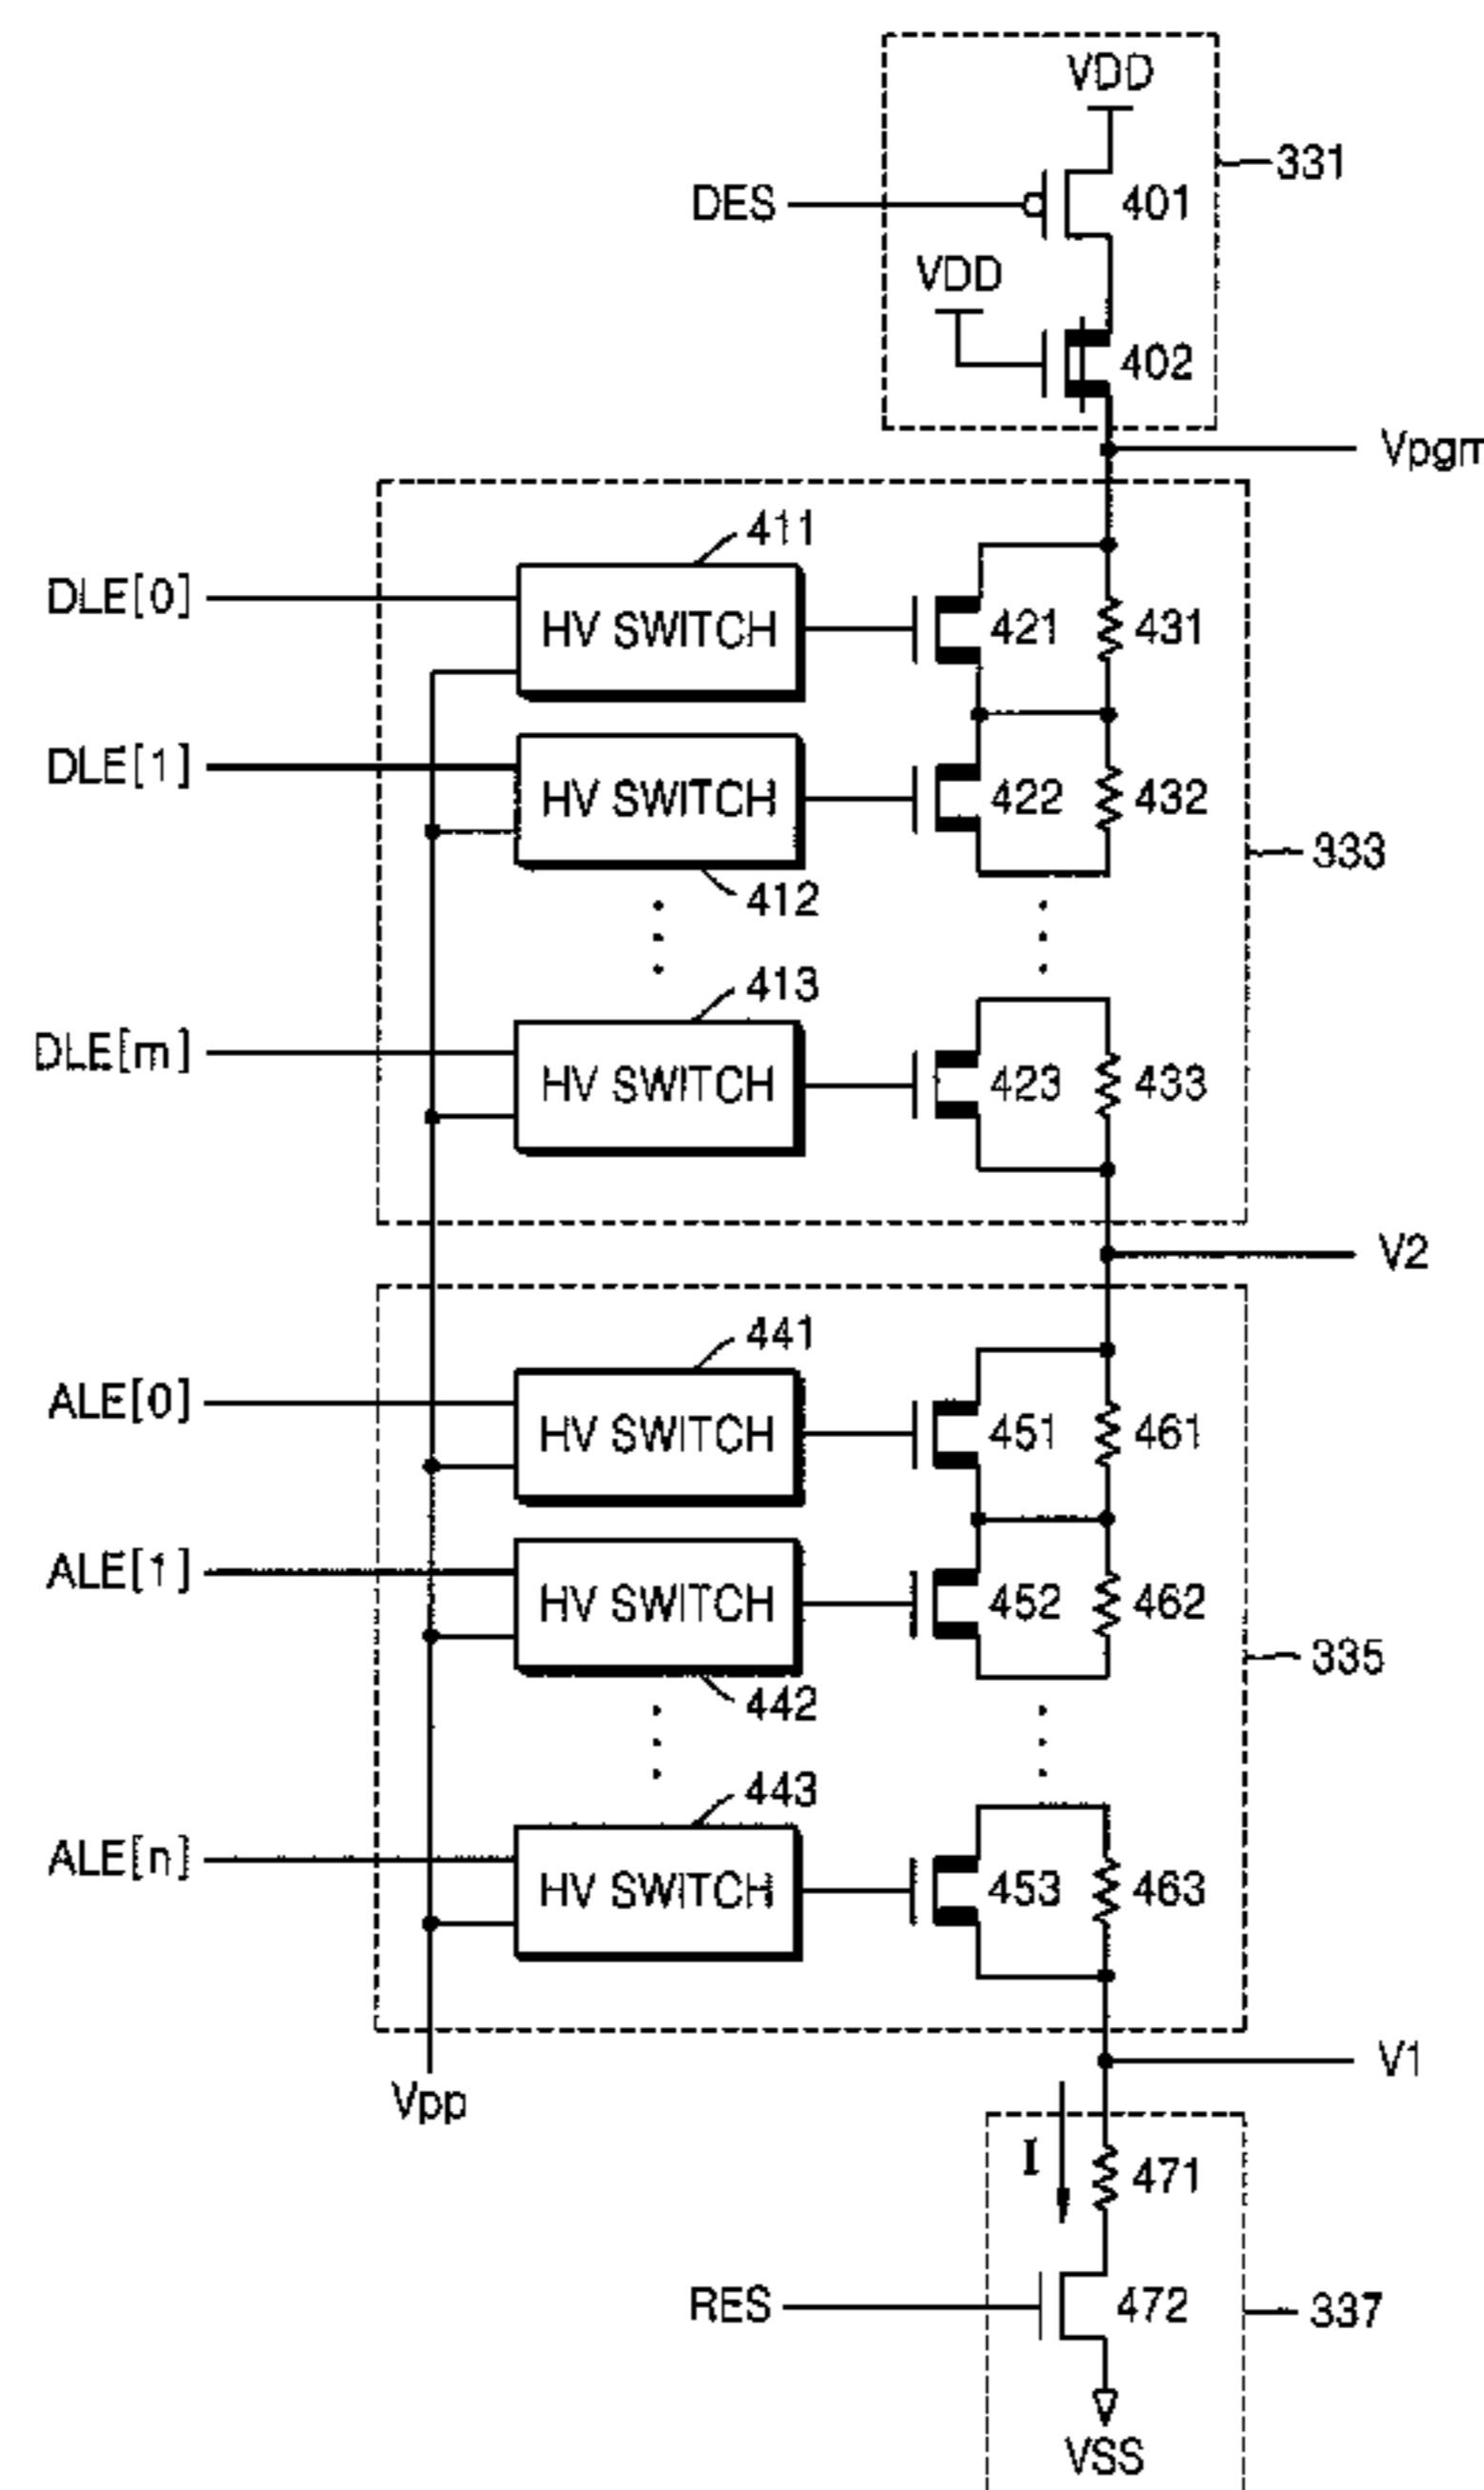 VDD
331
DES
401
VDD
402
Vpgm
411
DLE[0]
HV SWITCH
421
431
DLE[1]
HV SWITCH
422
432
333
412
413
DLE[m]
HV SWITCH
423
433
V2
441
ALE[0]
HV SWITCH
451
461
ALE[1]
HV SWITCH
452
462
335
442
443
ALE[n]
HV SWITCH
453
463
V1
Vpp
I
471
RES
472
337
VSS